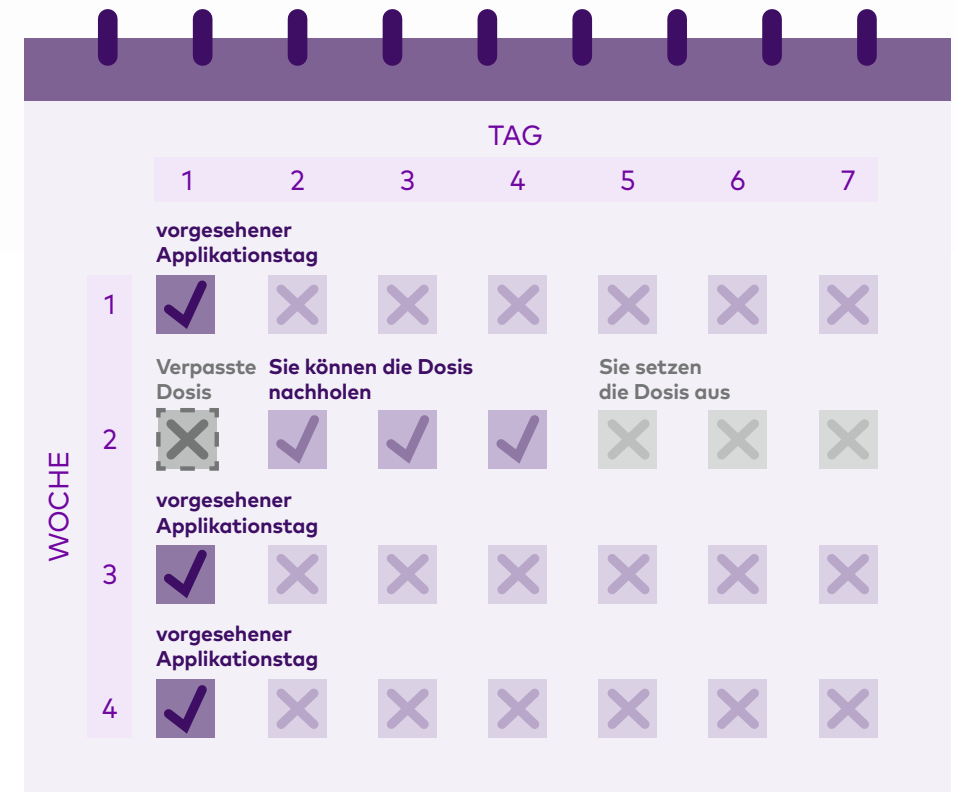 TAG
1 2 3 4 5 6 7
vorgesehener
Applikationstag
1
Verpasste
Dosis
Sie können die Dosis
nachholen
Sie setzen
die Dosis aus
2
WOCHE
vorgesehener
Applikationstag
3
vorgesehener
Applikationstag
4